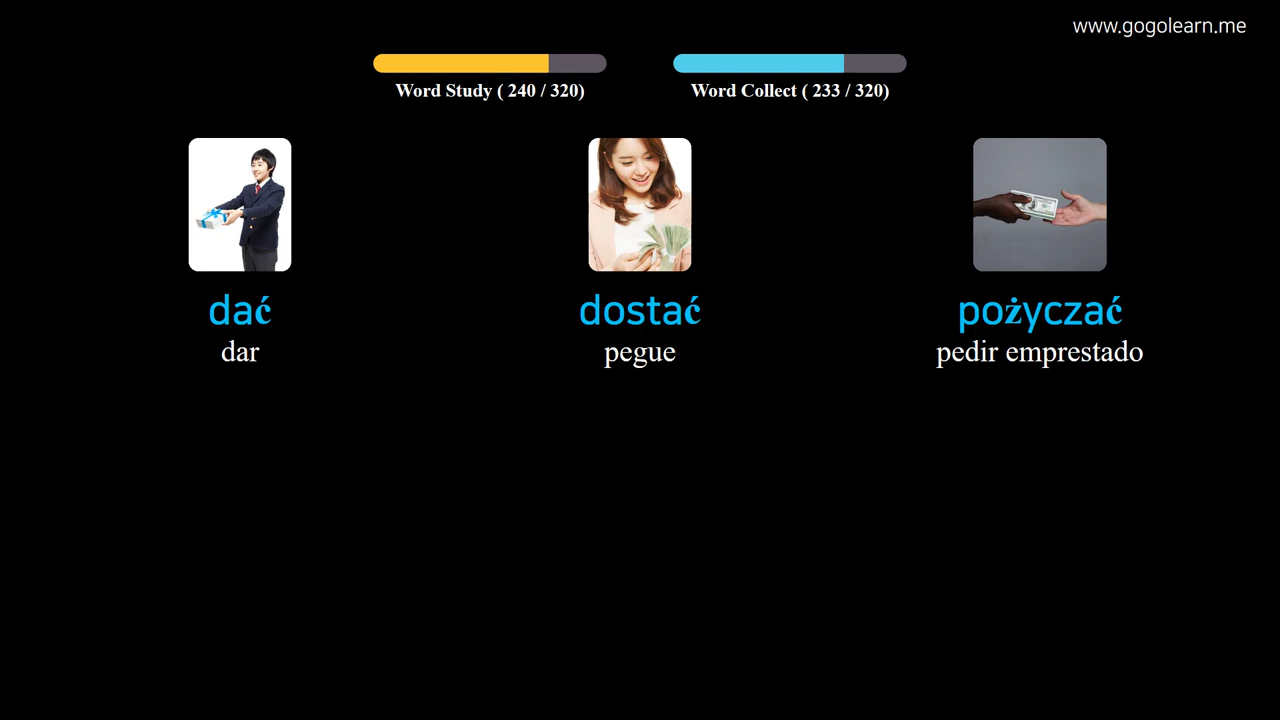 www.gogolearn.me
Word Study ( 240 / 320)
Word Collect ( 233 / 320)
dać
dostać
pożyczać
dar
pegue
pedir emprestado